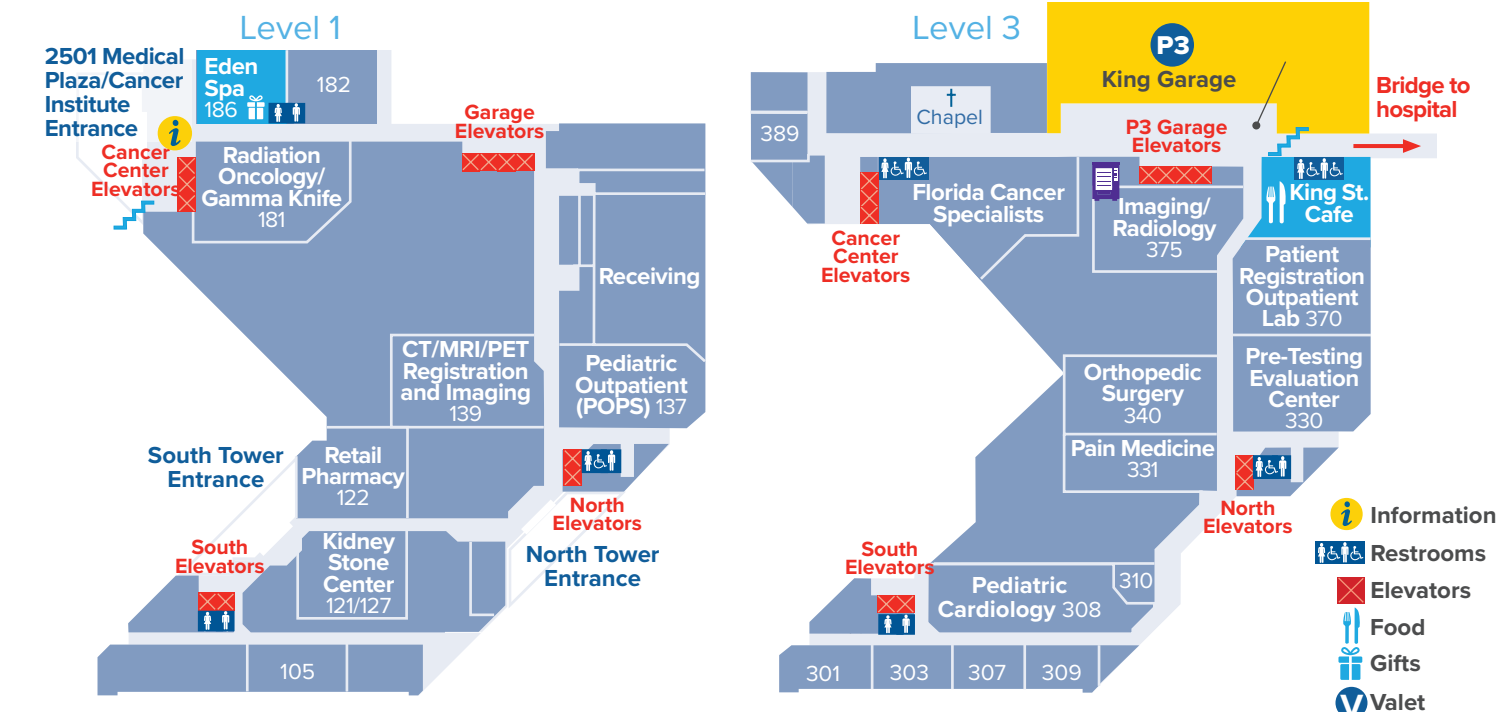 Level 1
2501 Medical
Plaza/Cancer
Institute
Entrance
Eden
Spa
186
182
i
Cancer
Center
Elevators
Radiation
Oncology/
Gamma Knife
181
Garage
Elevators
Receiving
CT/MRI/PET
Registration
and Imaging
139
Pediatric
Outpatient
(POPS) 137
South Tower
Entrance
Retail
Pharmacy
122
North
Elevators
South
Elevators
Kidney
Stone
Center
121/127
North Tower
Entrance
105
Level 3
P3
King Garage
Bridge to
hospital
Chapel
389
P3 Garage
Elevators
Florida Cancer
Specialists
Imaging/
Radiology
375
King St.
Cafe
Cancer
Center
Elevators
Patient
Registration
Outpatient
Lab 370
Orthopedic
Surgery
340
Pre-Testing
Evaluation
Center
330
Pain Medicine
331
North
Elevators
South
Elevators
Pediatric
Cardiology 308
310
301
303
307
309
i Information
Restrooms
Elevators
Food
Gifts
V Valet